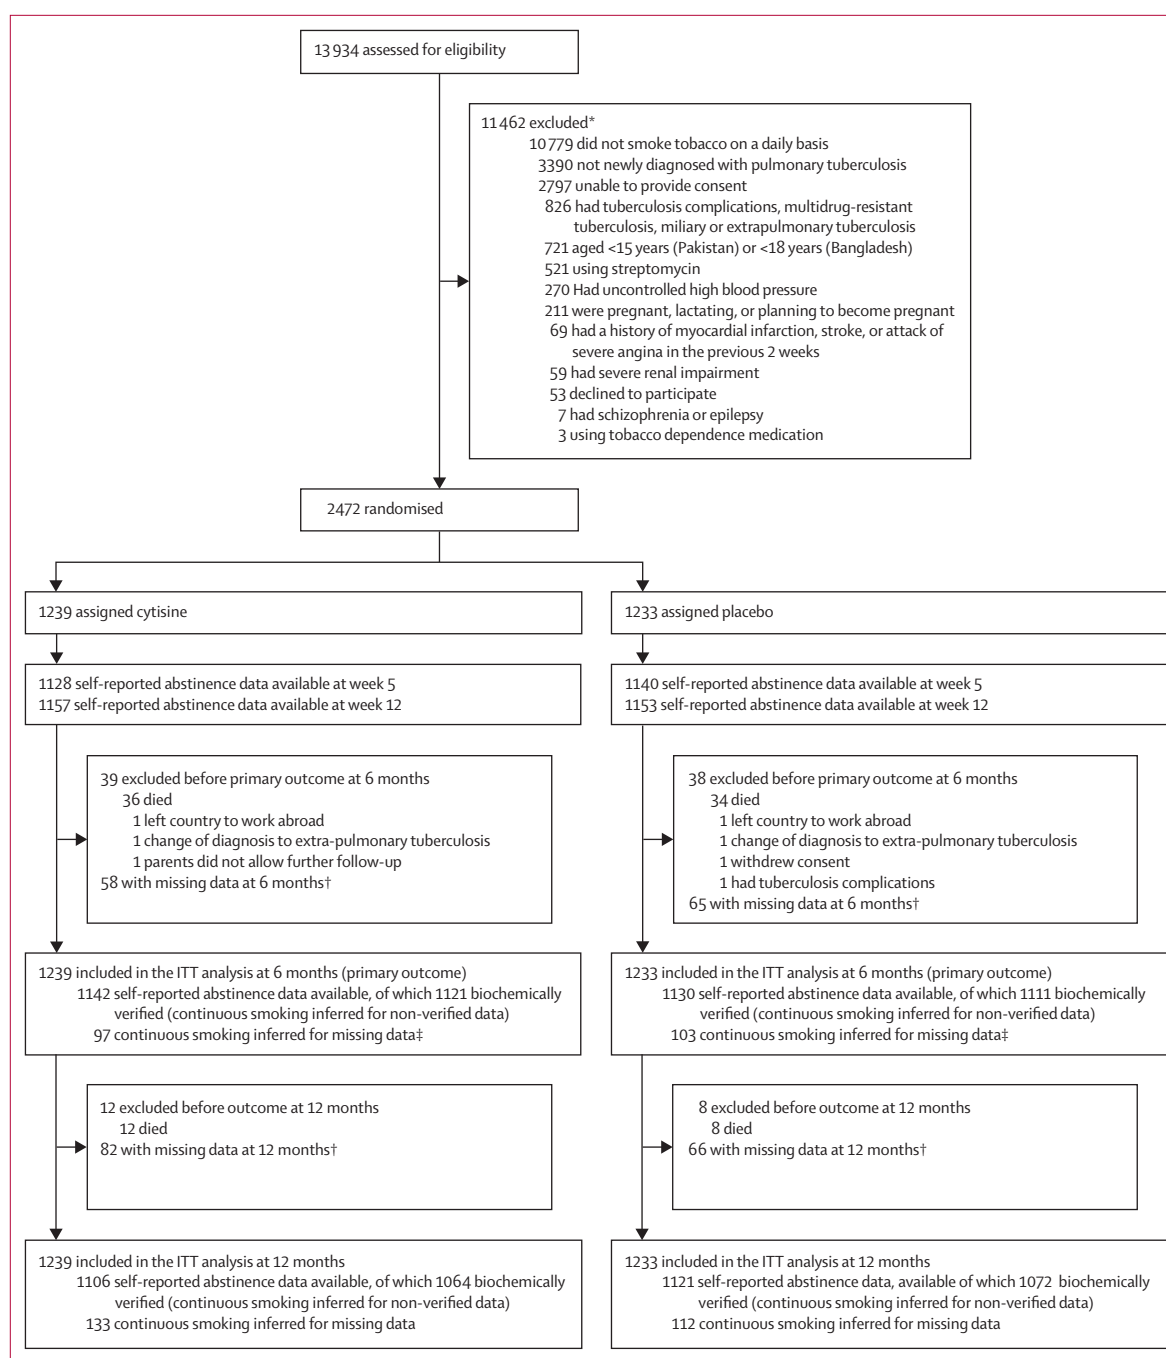 13 934 assessed for eligibility
11 462 excluded*
10 779 did not smoke tobacco on a daily basis
3390 not newly diagnosed with pulmonary tuberculosis
2797 unable to provide consent
826 had tuberculosis complications, multidrug-resistant
tuberculosis, miliary or extrapulmonary tuberculosis
721 aged <15 years (Pakistan) or <18 years (Bangladesh)
521 using streptomycin
270 Had uncontrolled high blood pressure
211 were pregnant, lactating, or planning to become pregnant
69 had a history of myocardial infarction, stroke, or attack of
severe angina in the previous 2 weeks
59 had severe renal impairment
53 declined to participate
7 had schizophrenia or epilepsy
3 using tobacco dependence medication
2472 randomised
1239 assigned cytisine
1128 self-reported abstinence data available at week 5
1157 self-reported abstinence data available at week 12
39 excluded before primary outcome at 6 months
36 died
1 left country to work abroad
1 change of diagnosis to extra-pulmonary tuberculosis
1 parents did not allow further follow-up
58 with missing data at 6 months†
1239 included in the ITT analysis at 6 months (primary outcome)
1142 self-reported abstinence data available, of which 1121 biochemically
verified (continuous smoking inferred for non-verified data)
97 continuous smoking inferred for missing data‡
12 excluded before outcome at 12 months
12 died
82 with missing data at 12 months†
1239 included in the ITT analysis at 12 months
1106 self-reported abstinence data available, of which 1064 biochemically
verified (continuous smoking inferred for non-verified data)
133 continuous smoking inferred for missing data
1233 assigned placebo
1140 self-reported abstinence data available at week 5
1153 self-reported abstinence data available at week 12
38 excluded before primary outcome at 6 months
34 died
1 left country to work abroad
1 change of diagnosis to extra-pulmonary tuberculosis
1 withdrew consent
1 had tuberculosis complications
65 with missing data at 6 months†
1233 included in the ITT analysis at 6 months (primary outcome)
1130 self-reported abstinence data available, of which 1111 biochemically
verified (continuous smoking inferred for non-verified data)
103 continuous smoking inferred for missing data‡
8 excluded before outcome at 12 months
8 died
66 with missing data at 12 months†
1233 included in the ITT analysis at 12 months
1121 self-reported abstinence data, available of which 1072 biochemically
verified (continuous smoking inferred for non-verified data)
112 continuous smoking inferred for missing data